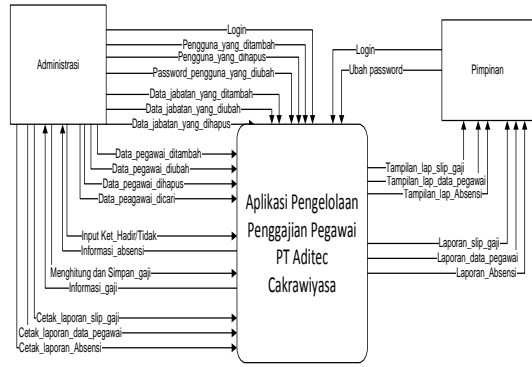 Administrasi
Login
Pengguna_yang_ditambah
Pengguna_yang_dihapus
Password_pengguna_yang_diubah
Data_jabatan_yang_ditambah
Data_jabatan_yang_diubah
Data_jabatan_yang_dihapus
Data_pegawai_ditambah
Data_pegawai_diubah
Data_pegawai_dihapus
Data_peagawai_dicari
Input Ket_Hadir/Tidak
Informasi_absensi
Menghitung dan Simpan_gaji
Informasi_gaji
Cetak_laporan_slip_gaji
Cetak_laporan_data_pegawai
Cetak_laporan_Absensi
Aplikasi Pengelolaan
Penggajian Pegawai
PT Aditec
Cakrawiyasa
Login
Ubah password
Pimpinan
Tampilan_lap_slip_gaji
Tampilan_lap_data_pegawai
Tampilan_lap_Absensi
Laporan_slip_gaji
Laporan_data_pegawai
Laporan_Absensi